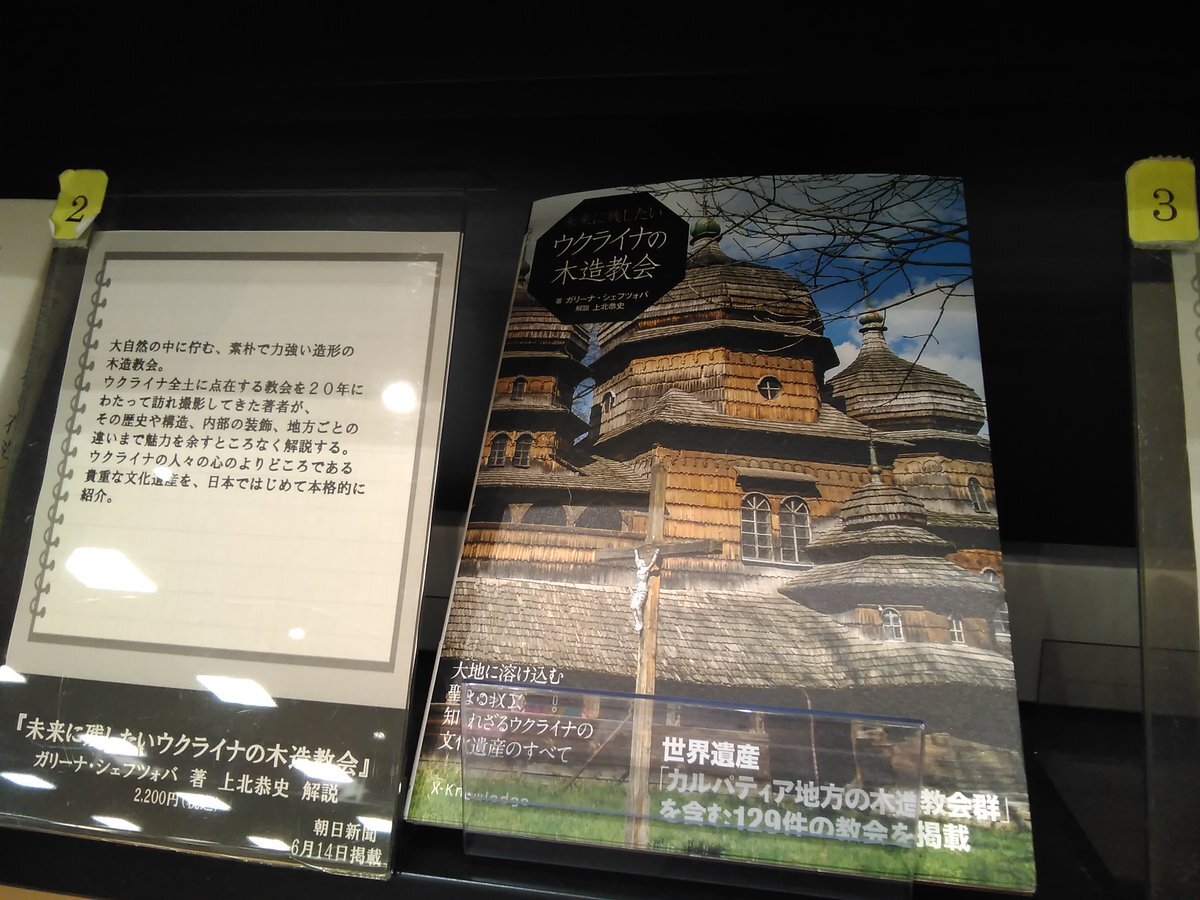 2
大自然の中に佇む、素朴で力強い造形の
木造教会。
ウクライナ全土に点在する教会を20年に
わたって訪れ撮影してきた著者が、
その歴史や構造、内部の装飾、地方ごとの
違いまで魅力を余すところなく解説する。
ウクライナの人々の心のよりどころである
貴重な文化遺産を、日本ではじめて本格的に
紹介。
『未来に残したいウクライナの木造教会』
ガリーナ・シェフツォバ 著 上北恭史 解説
2,200円(税込)
朝日新聞
6月14日掲載
未来に残したい
ウクライナの
木造教会
著 ガリーナ・シェフツォバ
解説 上北恭史
大地に溶け込む
知られざるウクライナの
文化遺産のすべて
X-Knowledge
世界遺産
「カルパティア地方の木造教会群」
を含む129件の教会を掲載
3